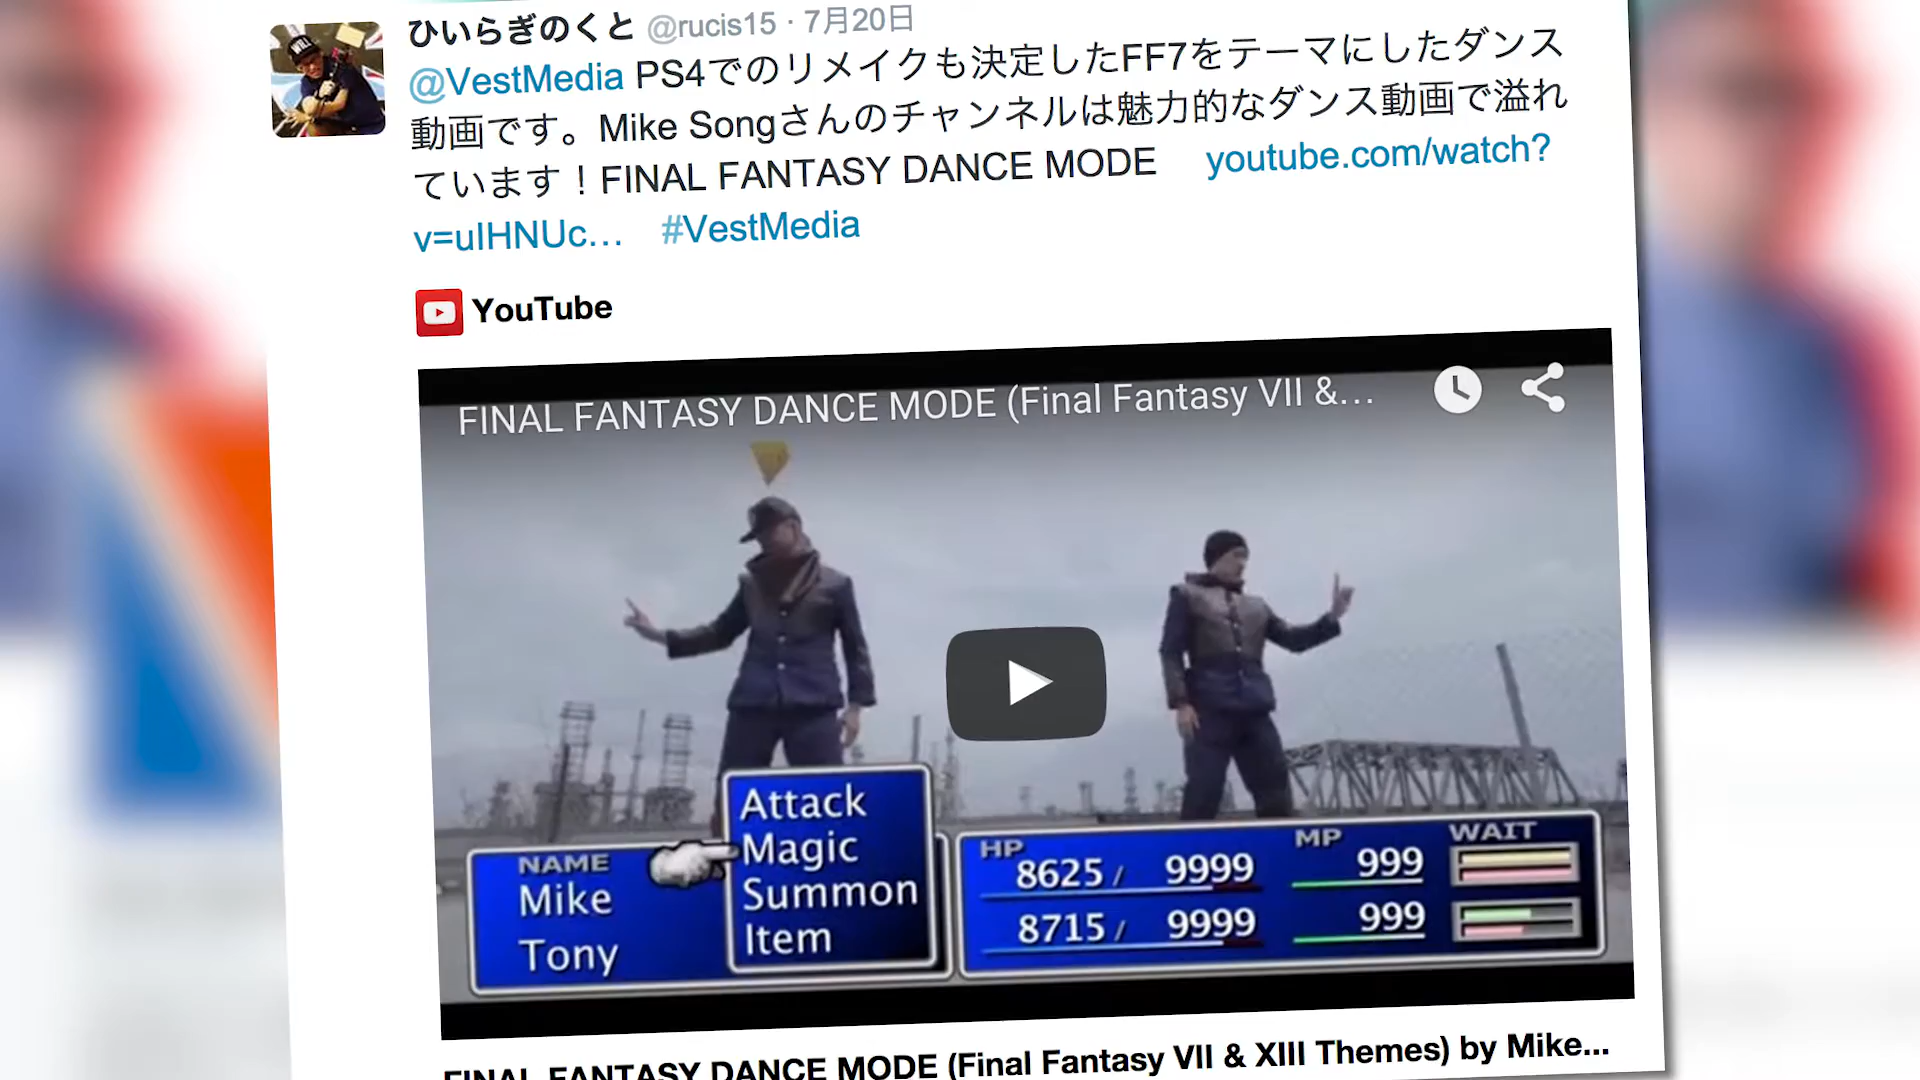 ひいらぎのくと @rucis15 · 7月20日
@VestMedia PS4でのリメイクも決定したFF7をテーマにしたダンス
動画です。Mike Songさんのチャンネルは魅力的なダンス動画で溢れ
ています！FINAL FANTASY DANCE MODE youtube.com/watch?
v=uIHNUc… #VestMedia
YouTube
FINAL FANTASY DANCE MODE (Final Fantasy VII &...
Attack
Magic
Summon
Item
NAME
Mike
Tony
HP MP WAIT
8625/ 9999 999
8715/ 9999 999
FINAL FANTASY DANCE MODE (Final Fantasy VII & XIII Themes) by Mike...